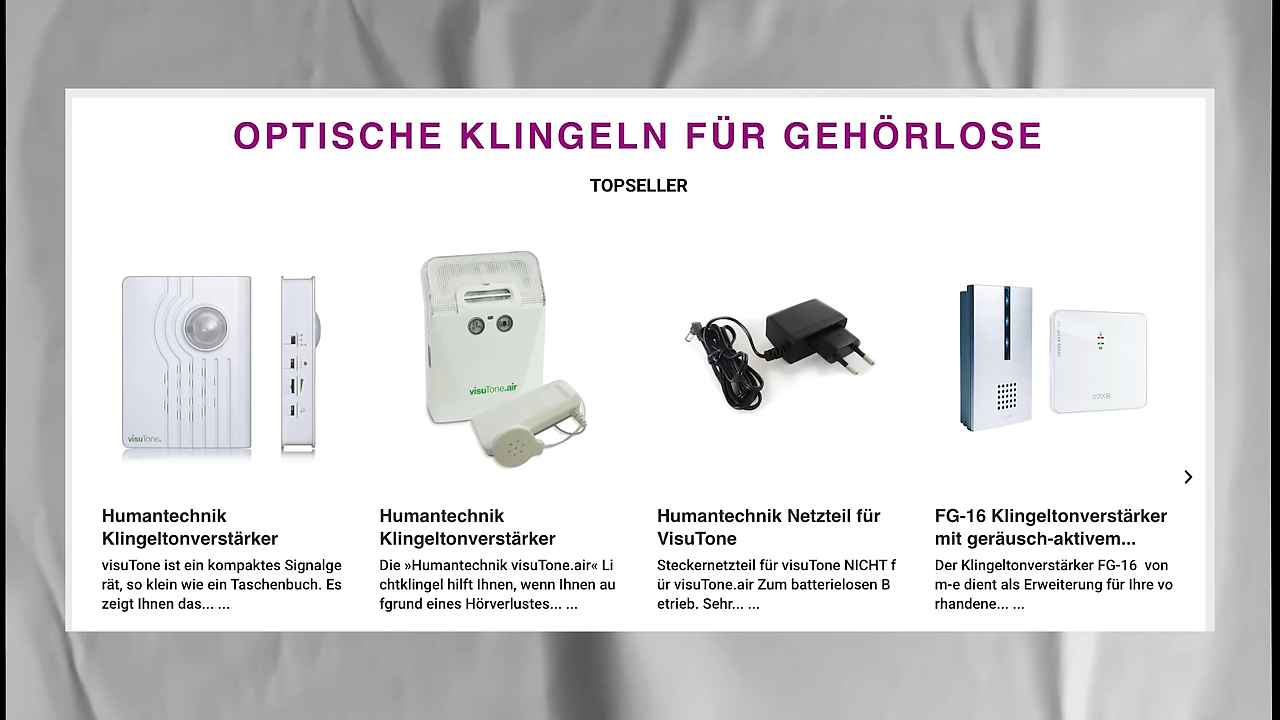 OPTISCHE KLINGELN FÜR GEHÖRLOSE
TOPSELLER
visuTone.
visuTone.air
Humantechnik
Klingeltonverstärker
visuTone ist ein kompaktes Signalge
rät, so klein wie ein Taschenbuch. Es
zeigt Ihnen das... ...
Humantechnik
Klingeltonverstärker
Die »Humantechnik visuTone.air« Li
chtklingel hilft Ihnen, wenn Ihnen au
fgrund eines Hörverlustes... ...
Humantechnik Netzteil für
VisuTone
Steckernetzteil für visuTone NICHT f
ür visuTone.air Zum batterielosen B
etrieb. Sehr... ...
FG-16 Klingeltonverstärker
mit geräusch-aktivem...
Der Klingeltonverstärker FG-16 von
m-e dient als Erweiterung für Ihre vo
rhandene... ...